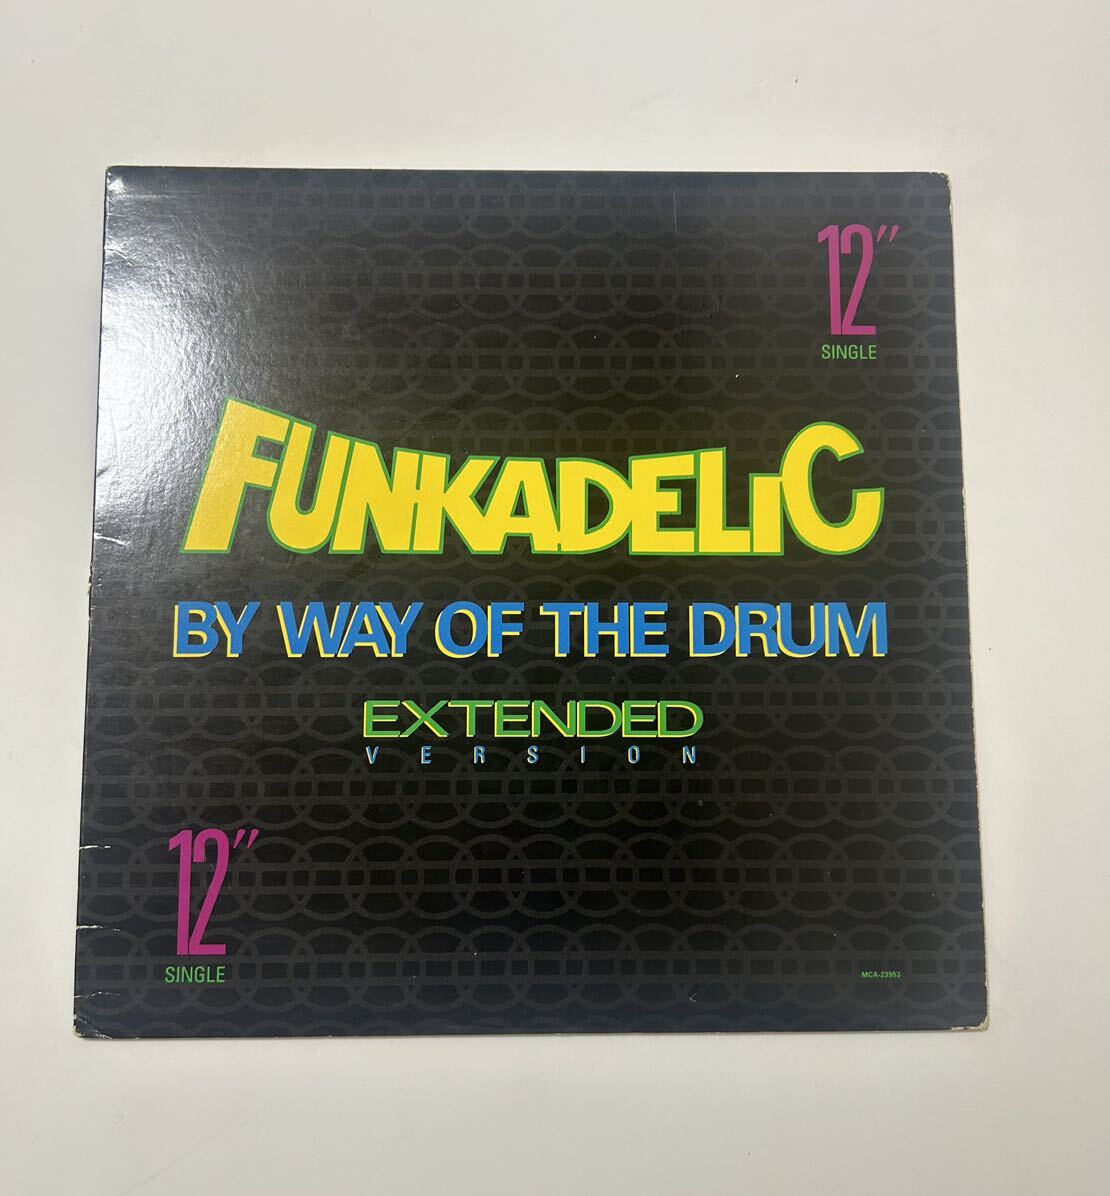 12"
SINGLE
FUNKADELiC
BY WAY OF THE DRUM
EXTENDED
VERSION
12"
SINGLE
MCA-23953